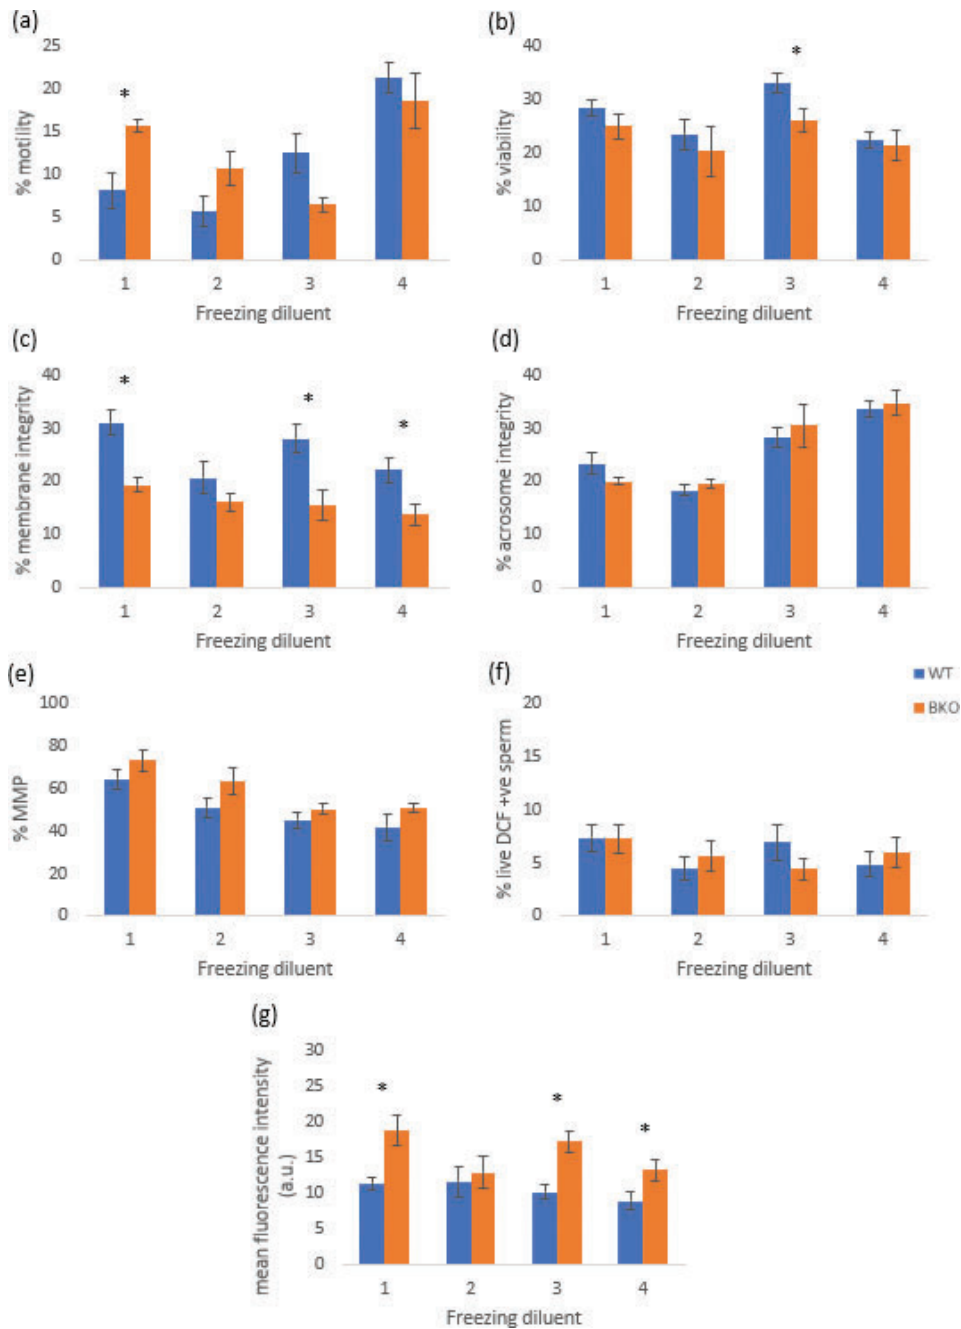 (a)
25
20
15
10
5
0
% motility
*
1 2 3 4
Freezing diluent
(b)
40
30
20
10
0
% viability
*
1 2 3 4
Freezing diluent
(c)
40
30
20
10
0
% membrane integrity
* * *
1 2 3 4
Freezing diluent
(d)
40
30
20
10
0
% acrosome integrity
1 2 3 4
Freezing diluent
(e)
100
80
60
40
20
0
% MMP
1 2 3 4
Freezing diluent
(f)
20
15
10
5
0
% live DCF +ve sperm
WT
BKO
1 2 3 4
Freezing diluent
(g)
30
25
20
15
10
5
0
mean fluorescence intensity
(a.u.)
* * *
1 2 3 4
Freezing diluent